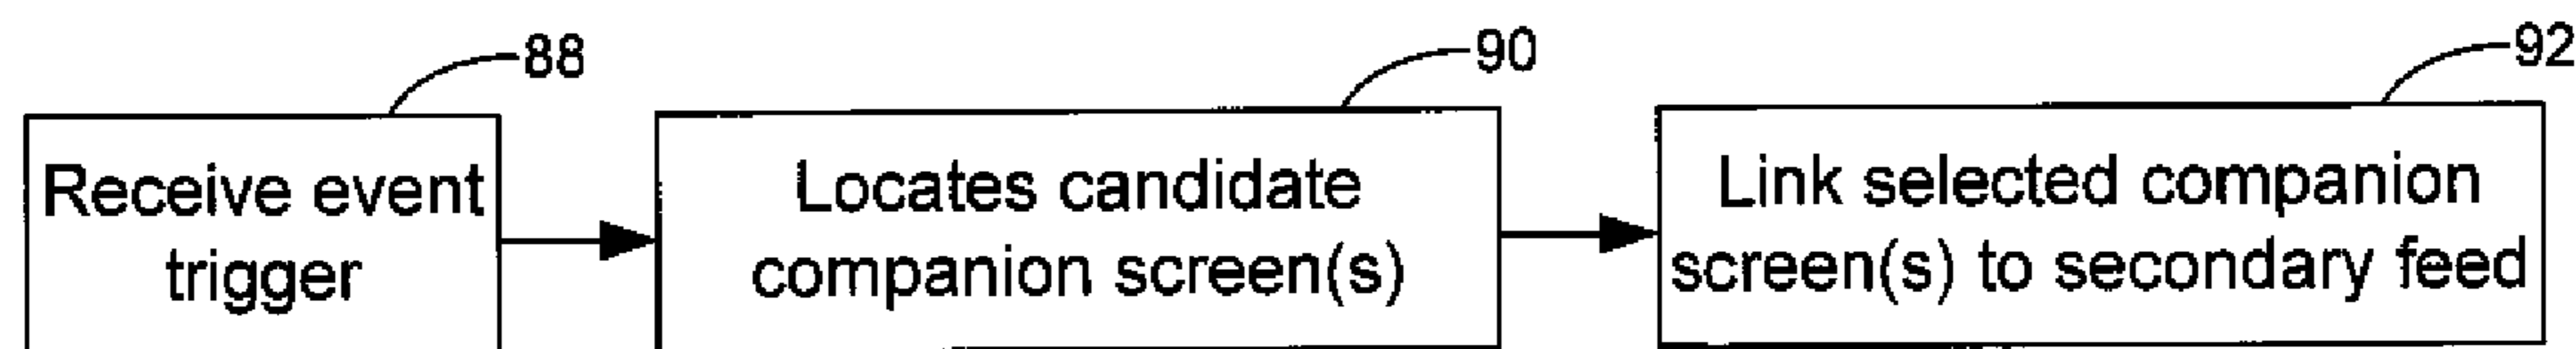 88
90
92
Receive event
trigger
Locates candidate
companion screen(s)
Link selected companion
screen(s) to secondary feed